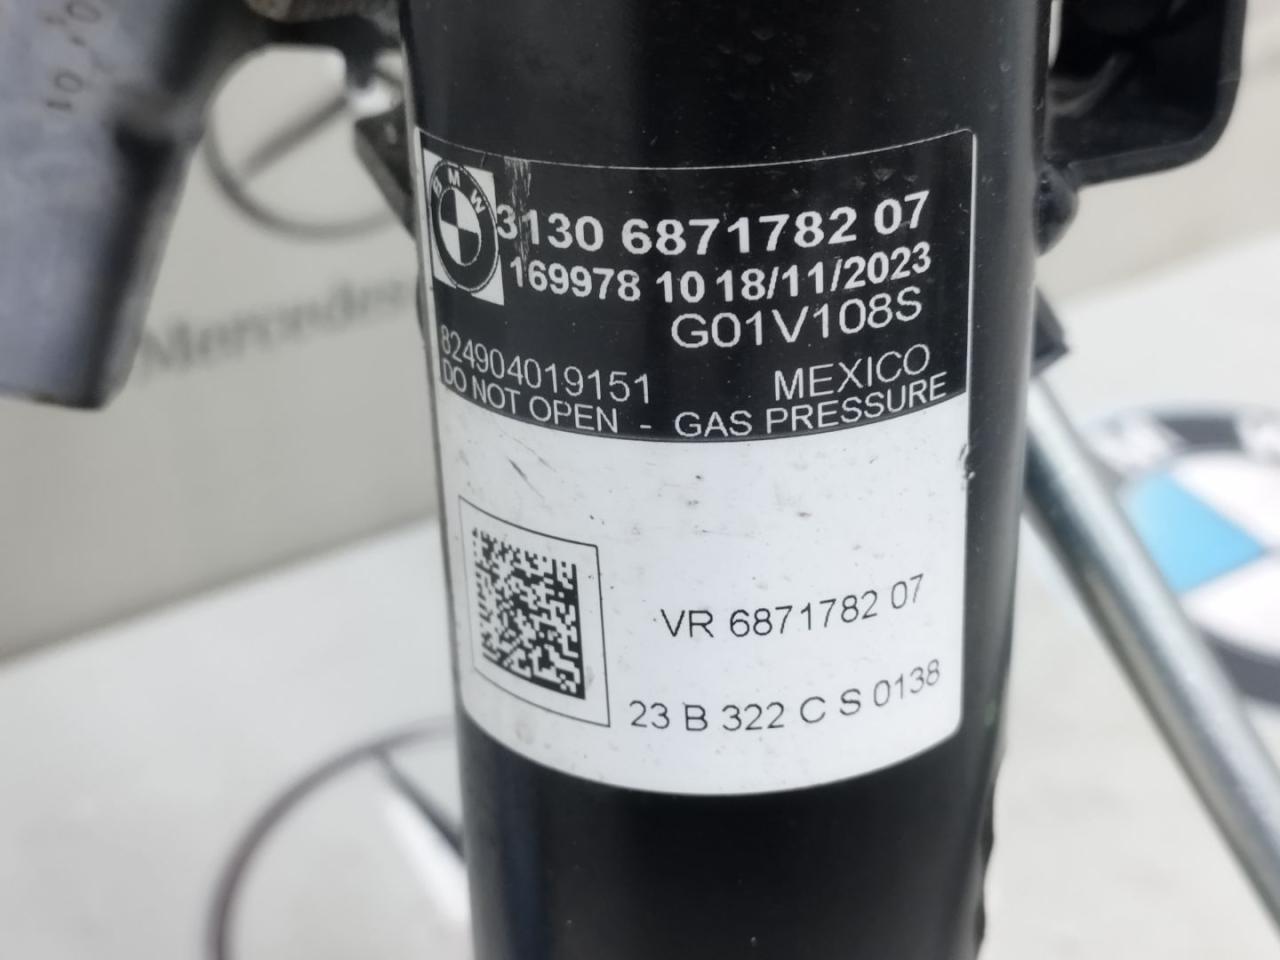 BMW
3130 6871782 07
169978 10 18/11/2023
G01V108S
824904019151 MEXICO
DO NOT OPEN - GAS PRESSURE
VR 6871782 07
23 B 322 C S 0138
Mercedes